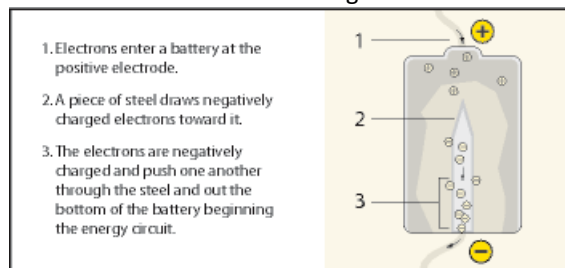 1. Electrons enter a battery at the
positive electrode.
2. A piece of steel draws negatively
charged electrons toward it.
3. The electrons are negatively
charged and push one another
through the steel and out the
bottom of the battery beginning
the energy circuit.
1
+
2
3
−